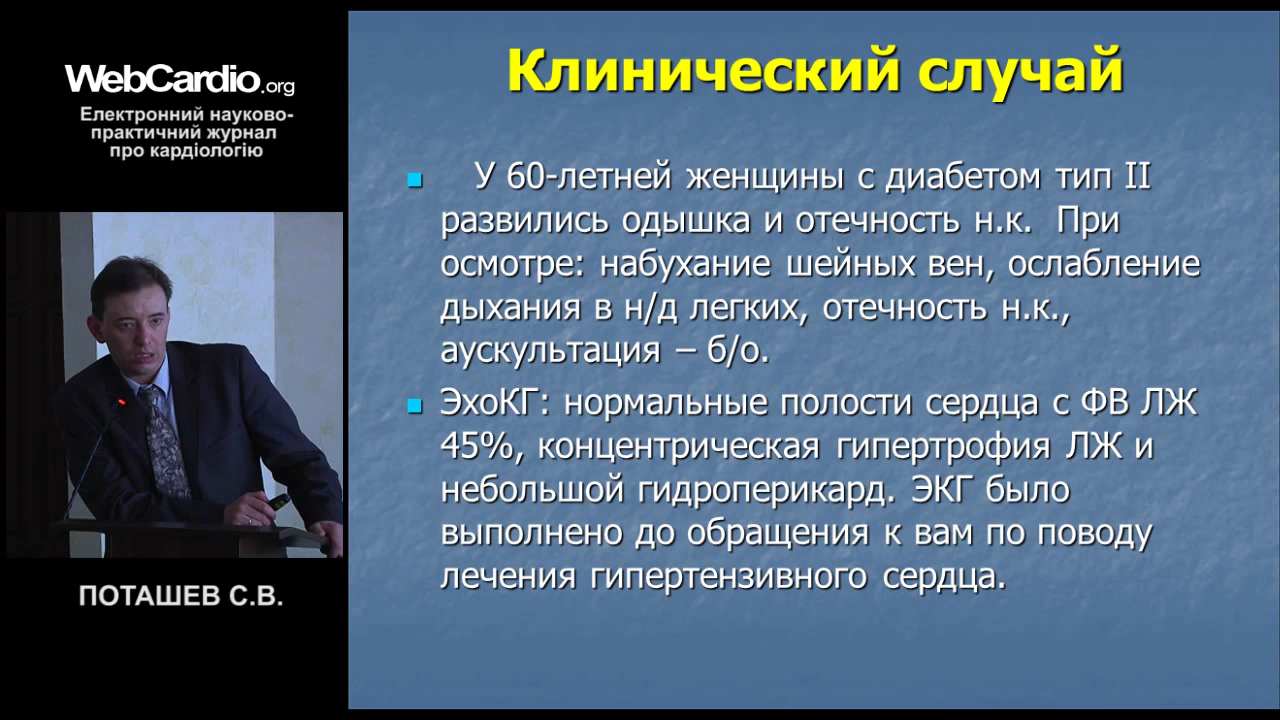 WebCardio.org
Електронний науково-
практичний журнал
про кардіологію
ПОТАШЕВ С.В.
Клинический случай
У 60-летней женщины с диабетом тип II
развились одышка и отечность н.к. При
осмотре: набухание шейных вен, ослабление
дыхания в н/д легких, отечность н.к.,
аускультация – б/о.
ЭхоКГ: нормальные полости сердца с ФВ ЛЖ
45%, концентрическая гипертрофия ЛЖ и
небольшой гидроперикард. ЭКГ было
выполнено до обращения к вам по поводу
лечения гипертензивного сердца.